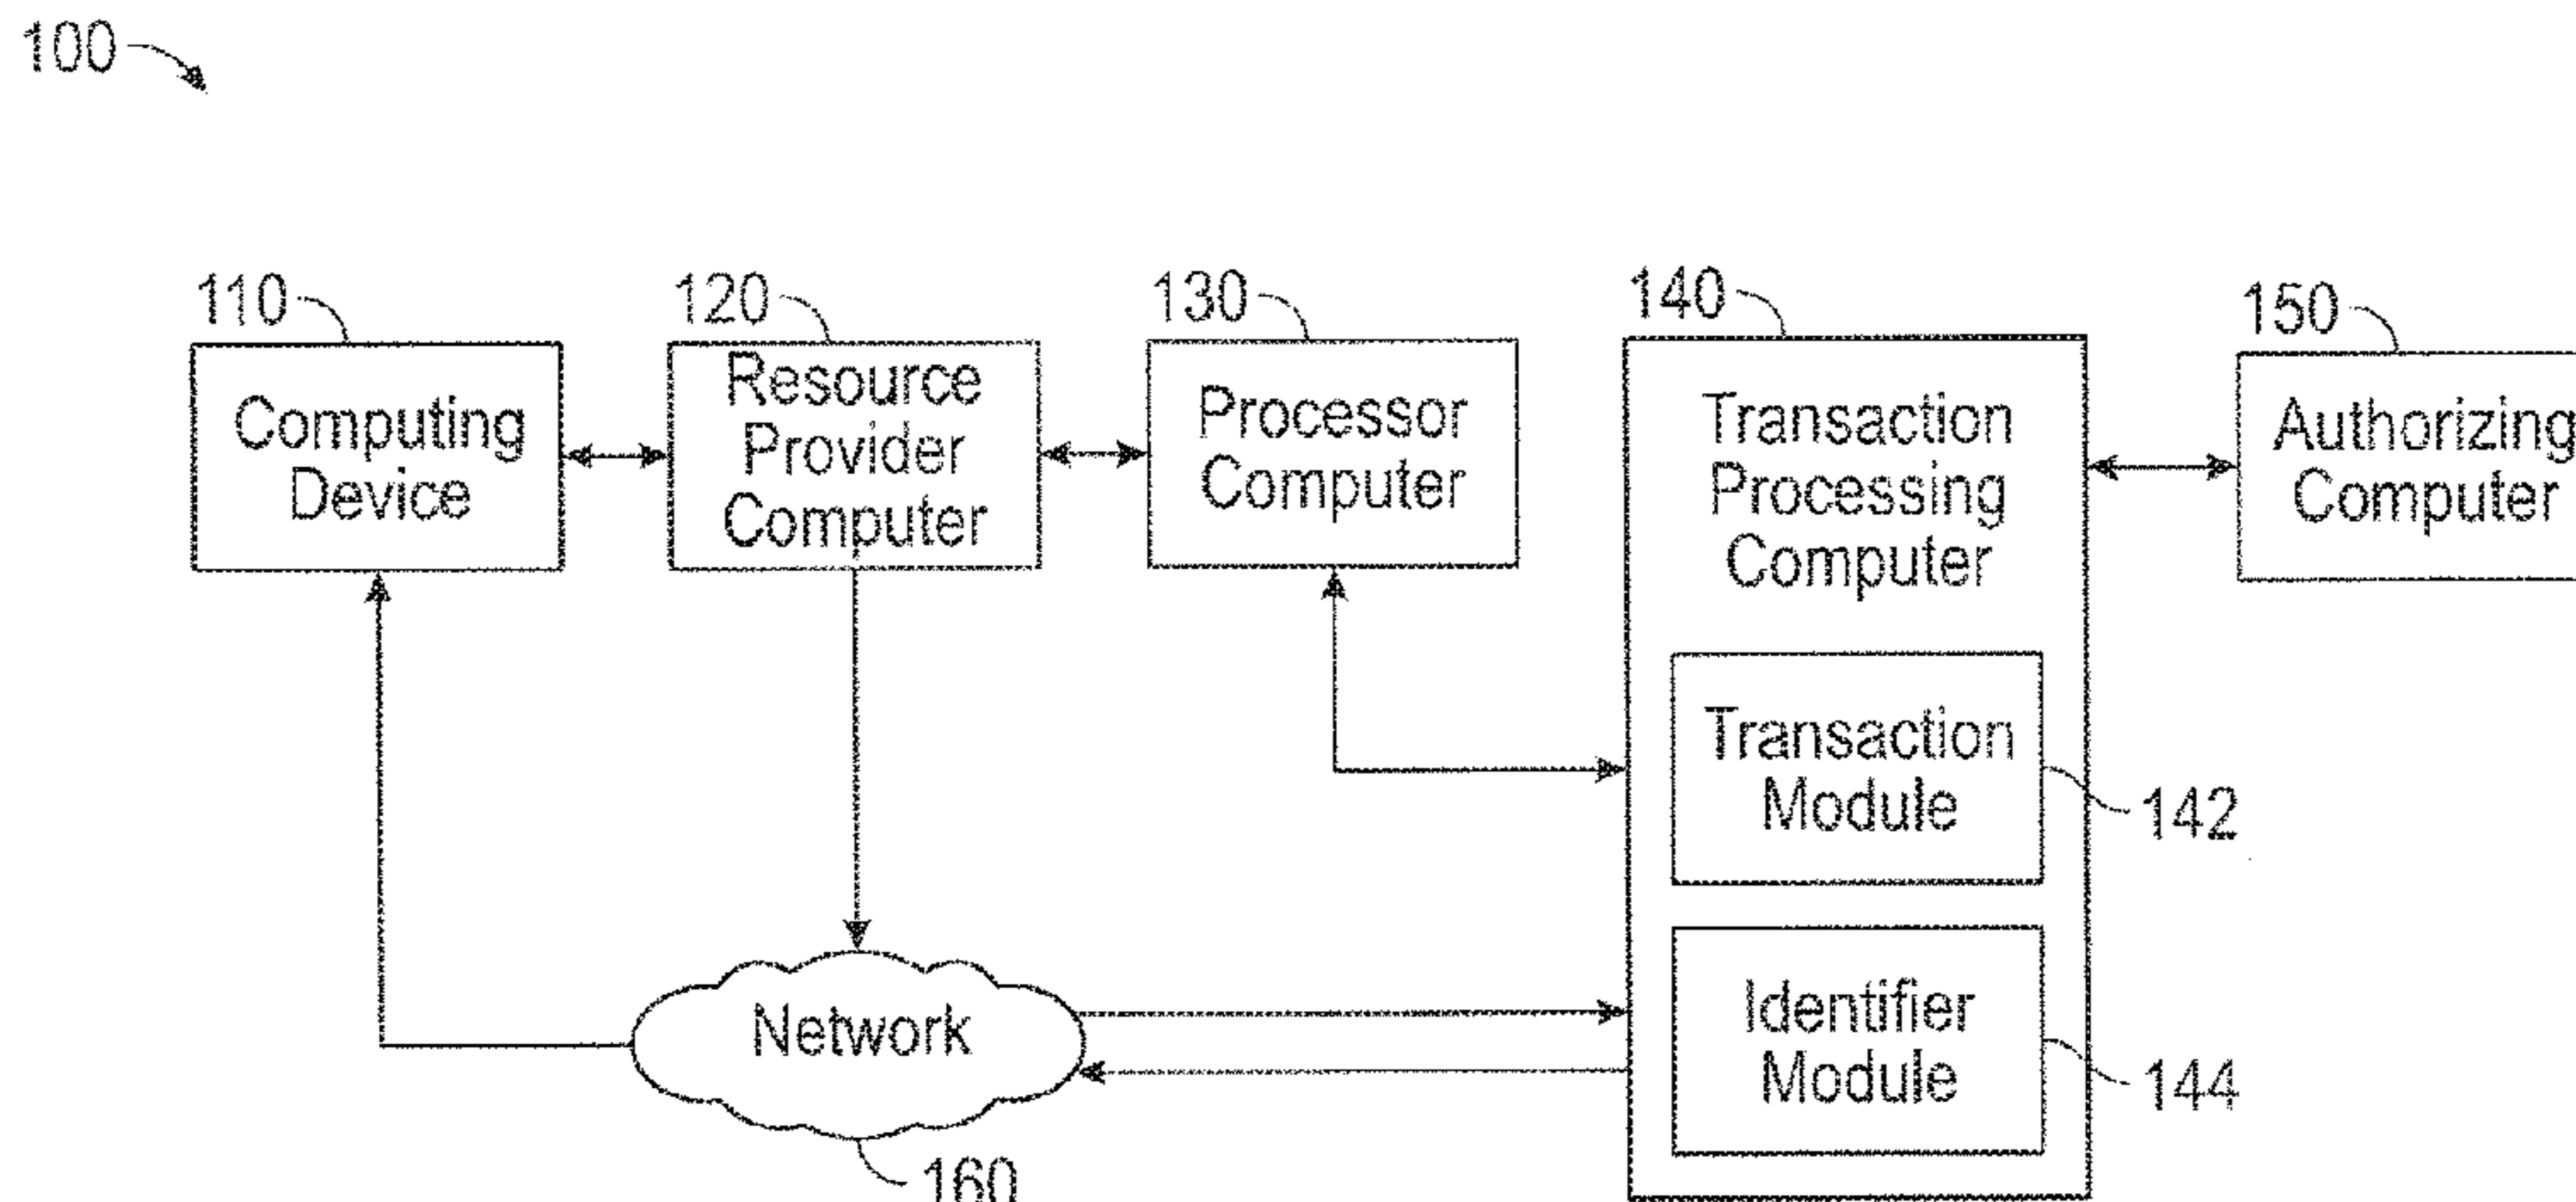 100
110
120
130
140
150
Computing
Device
Resource
Provider
Computer
Processor
Computer
Transaction
Processing
Computer
Authorizing
Computer
Transaction
Module
142
Network
Identifier
Module
144
160